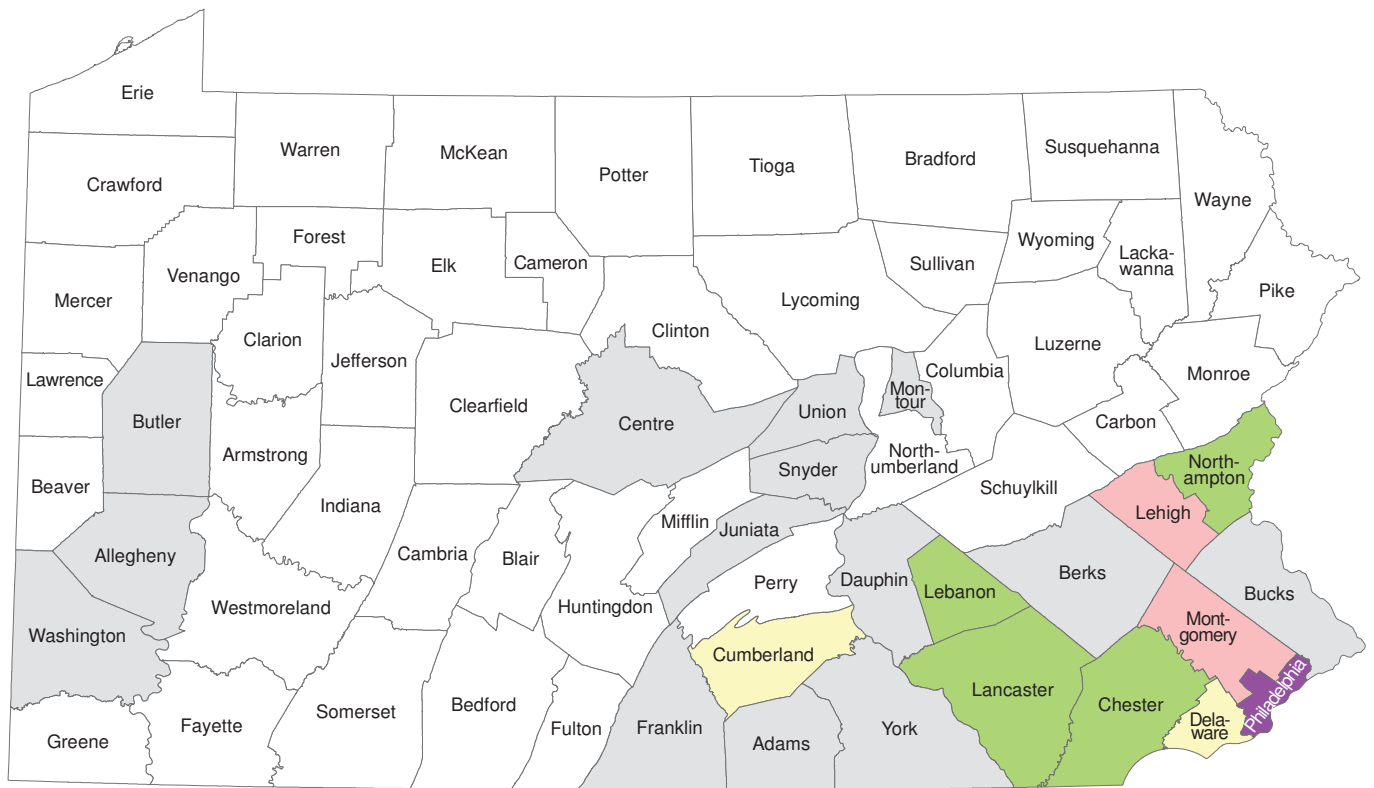 Erie
Warren
McKean
Potter
Tioga
Bradford
Susquehanna
Wayne
Crawford
Forest
Elk
Cameron
Venango
Mercer
Clarion
Jefferson
Clinton
Lycoming
Sullivan
Wyoming
Lacka-
wanna
Pike
Luzerne
Monroe
Columbia
Mon-
tour
Lawrence
Butler
Armstrong
Clearfield
Centre
Union
Snyder
North-
umberland
Carbon
North-
ampton
Schuylkill
Lehigh
Beaver
Indiana
Allegheny
Cambria
Blair
Mifflin
Juniata
Perry
Dauphin
Lebanon
Berks
Bucks
Westmoreland
Huntingdon
Washington
Cumberland
Mont-
gomery
Philadelphia
Greene
Fayette
Somerset
Bedford
Fulton
Franklin
Adams
York
Lancaster
Chester
Dela-
ware